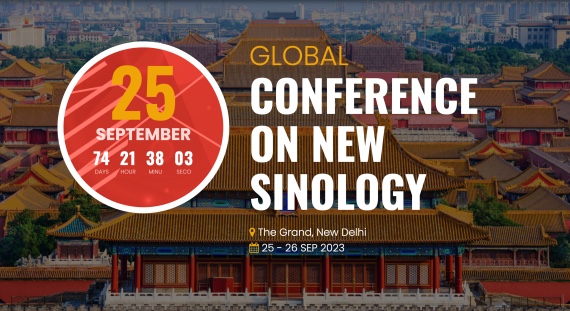 25
SEPTEMBER
74 21 38 03
DAYS HOUR MINU SECO
GLOBAL
CONFERENCE
ON NEW
SINOLOGY
The Grand, New Delhi
25 - 26 SEP 2023